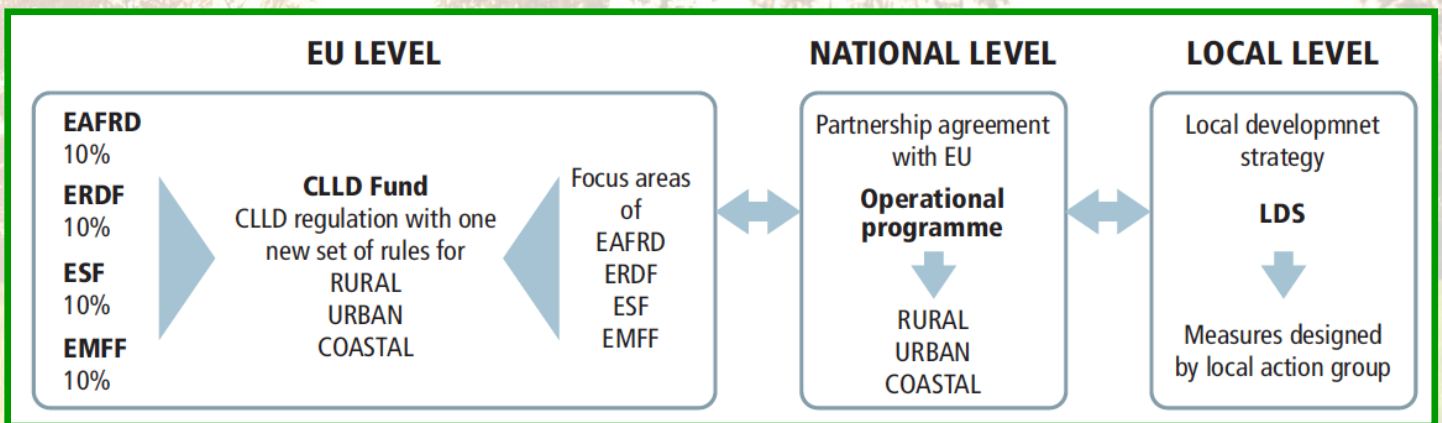 EU LEVEL
EAFRD
10%
ERDF
10%
ESF
10%
EMFF
10%
CLLD Fund
CLLD regulation with one
new set of rules for
RURAL
URBAN
COASTAL
Focus areas
of
EAFRD
ERDF
ESF
EMFF
NATIONAL LEVEL
Partnership agreement
with EU
Operational
programme
RURAL
URBAN
COASTAL
LOCAL LEVEL
Local developmnet
strategy
LDS
Measures designed
by local action group